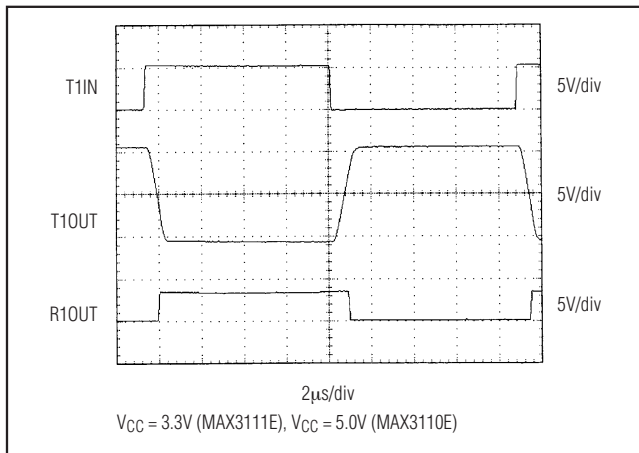 T1IN
5V/div
5V/div
T1OUT
R1OUT
5V/div
2µs/div
VCC = 3.3V (MAX3111E), VCC = 5.0V (MAX3110E)